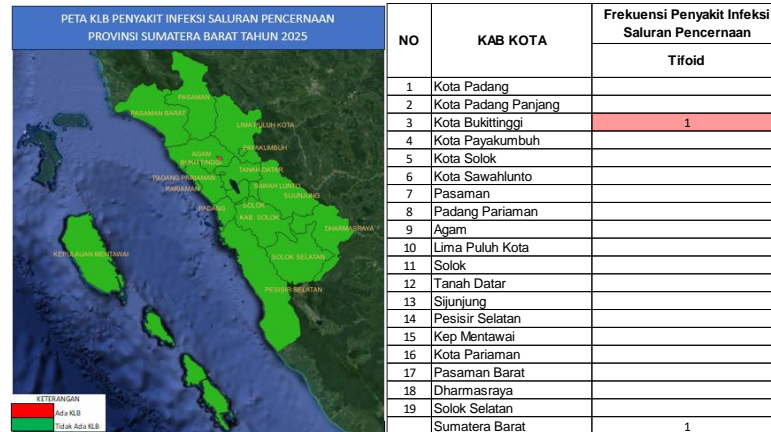 PETA KLB PENYAKIT INFEKSI SALURAN PENCERNAAN
PROVINSI SUMATERA BARAT TAHUN 2025
PASAMAN
PASAMAN BARAT
LIMA PULUH KOTA
PAYAKUMBUH
AGAM
BUKITTINGGI
TANAH DATAR
PADANG PARIAMAN
PARIAMAN
SAWAH LUNTO
SIJUNJUNG
PADANG
SOLOK
KAB. SOLOK
DHARMASRAYA
KEPULAUAN MENTAWAI
SOLOK SELATAN
PESISIR SELATAN
KETERANGAN
Ada KLB
Tidak Ada KLB
NO KAB KOTA Frekuensi Penyakit Infeksi
Saluran Pencernaan
Tifoid
1 Kota Padang
2 Kota Padang Panjang
3 Kota Bukittinggi 1
4 Kota Payakumbuh
5 Kota Solok
6 Kota Sawahlunto
7 Pasaman
8 Padang Pariaman
9 Agam
10 Lima Puluh Kota
11 Solok
12 Tanah Datar
13 Sijunjung
14 Pesisir Selatan
15 Kep Mentawai
16 Kota Pariaman
17 Pasaman Barat
18 Dharmasraya
19 Solok Selatan
Sumatera Barat 1